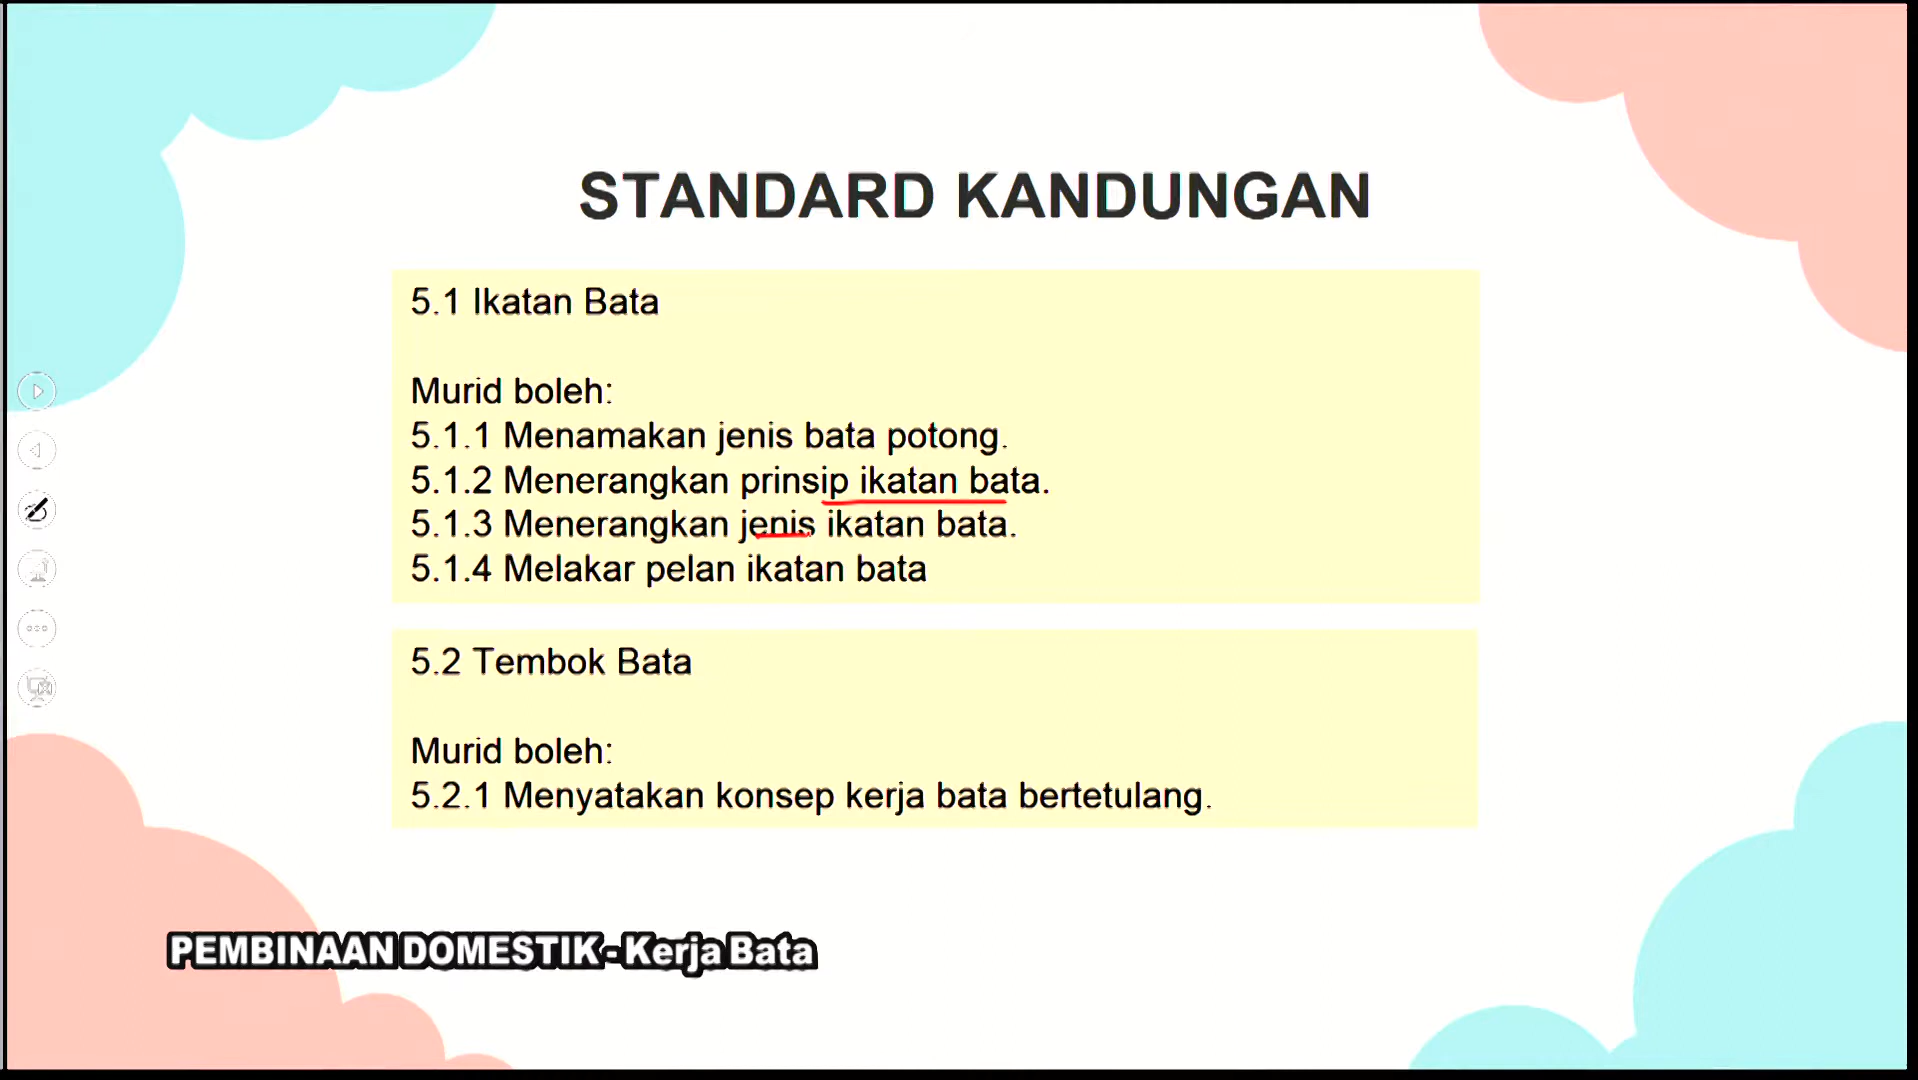 STANDARD KANDUNGAN
5.1 Ikatan Bata
Murid boleh:
5.1.1 Menamakan jenis bata potong.
5.1.2 Menerangkan prinsip ikatan bata.
5.1.3 Menerangkan jenis ikatan bata.
5.1.4 Melakar pelan ikatan bata
5.2 Tembok Bata
Murid boleh:
5.2.1 Menyatakan konsep kerja bata bertetulang.
PEMBINAAN DOMESTIK - Kerja Bata